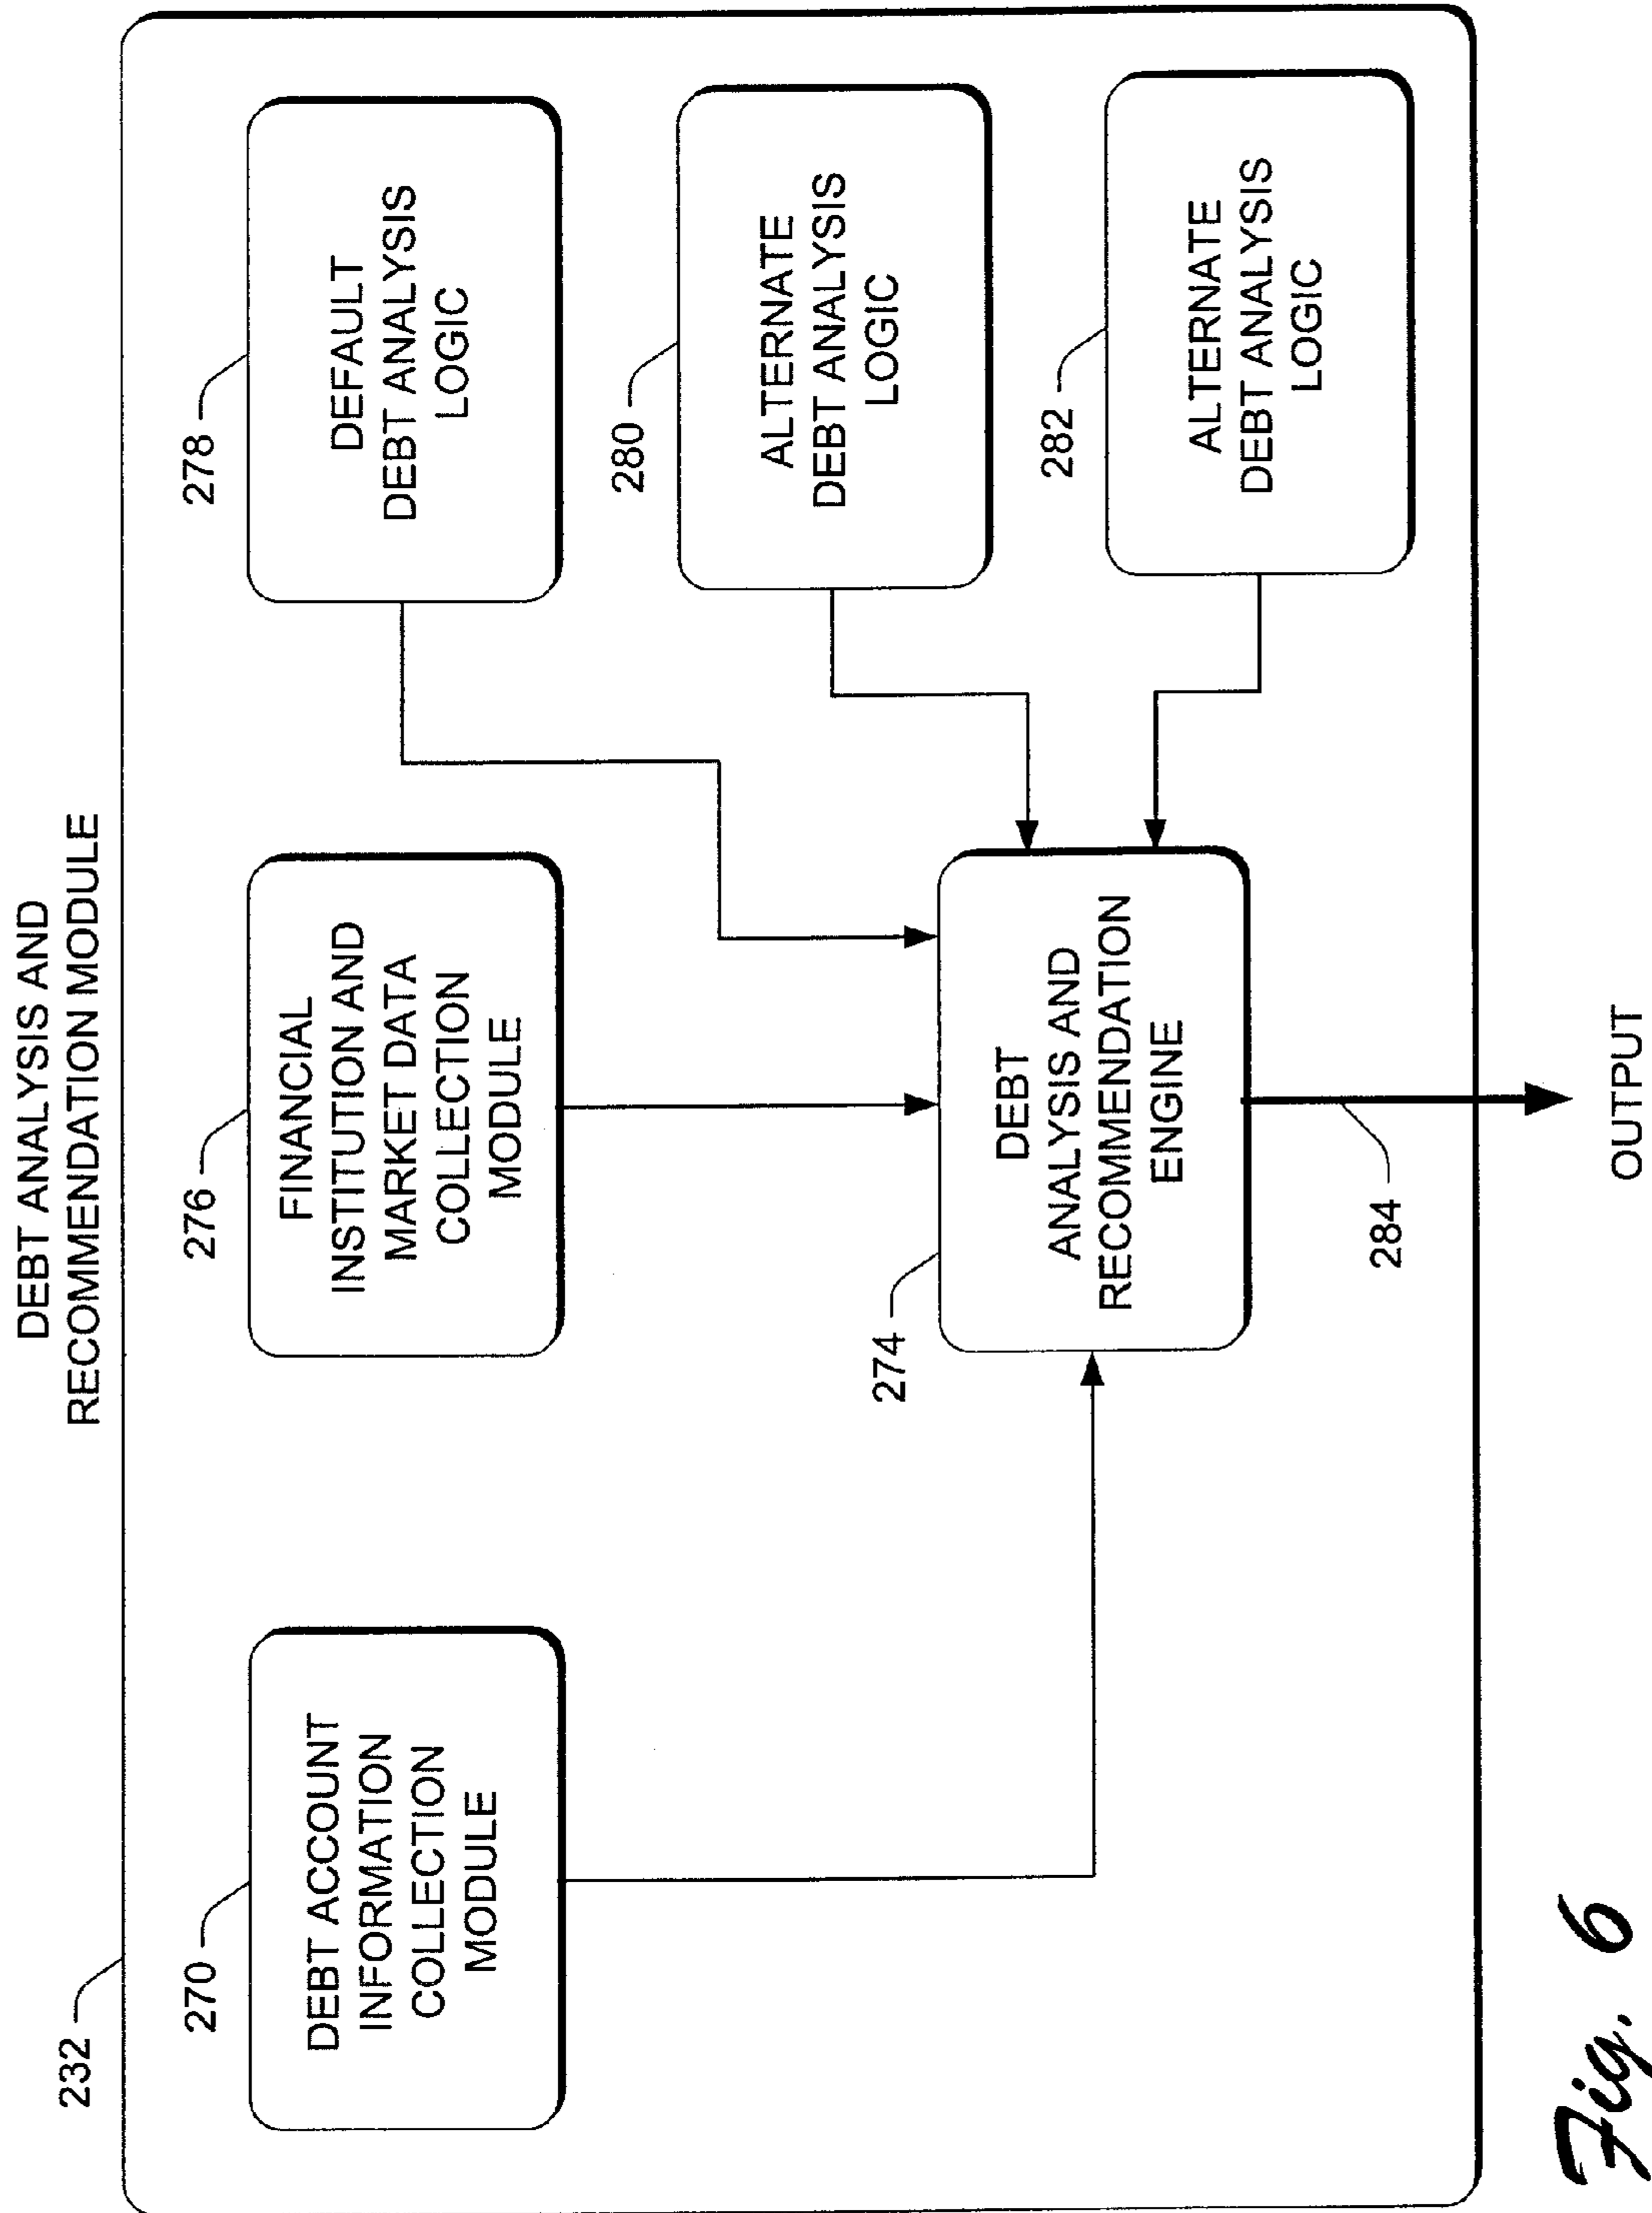 DEBT ANALYSIS AND
RECOMMENDATION MODULE
232
270
DEBT ACCOUNT
INFORMATION
COLLECTION
MODULE
276
FINANCIAL
INSTITUTION AND
MARKET DATA
COLLECTION
MODULE
278
DEFAULT
DEBT ANALYSIS
LOGIC
280
ALTERNATE
DEBT ANALYSIS
LOGIC
282
ALTERNATE
DEBT ANALYSIS
LOGIC
274
DEBT
ANALYSIS AND
RECOMMENDATION
ENGINE
284
OUTPUT
Fig. 6